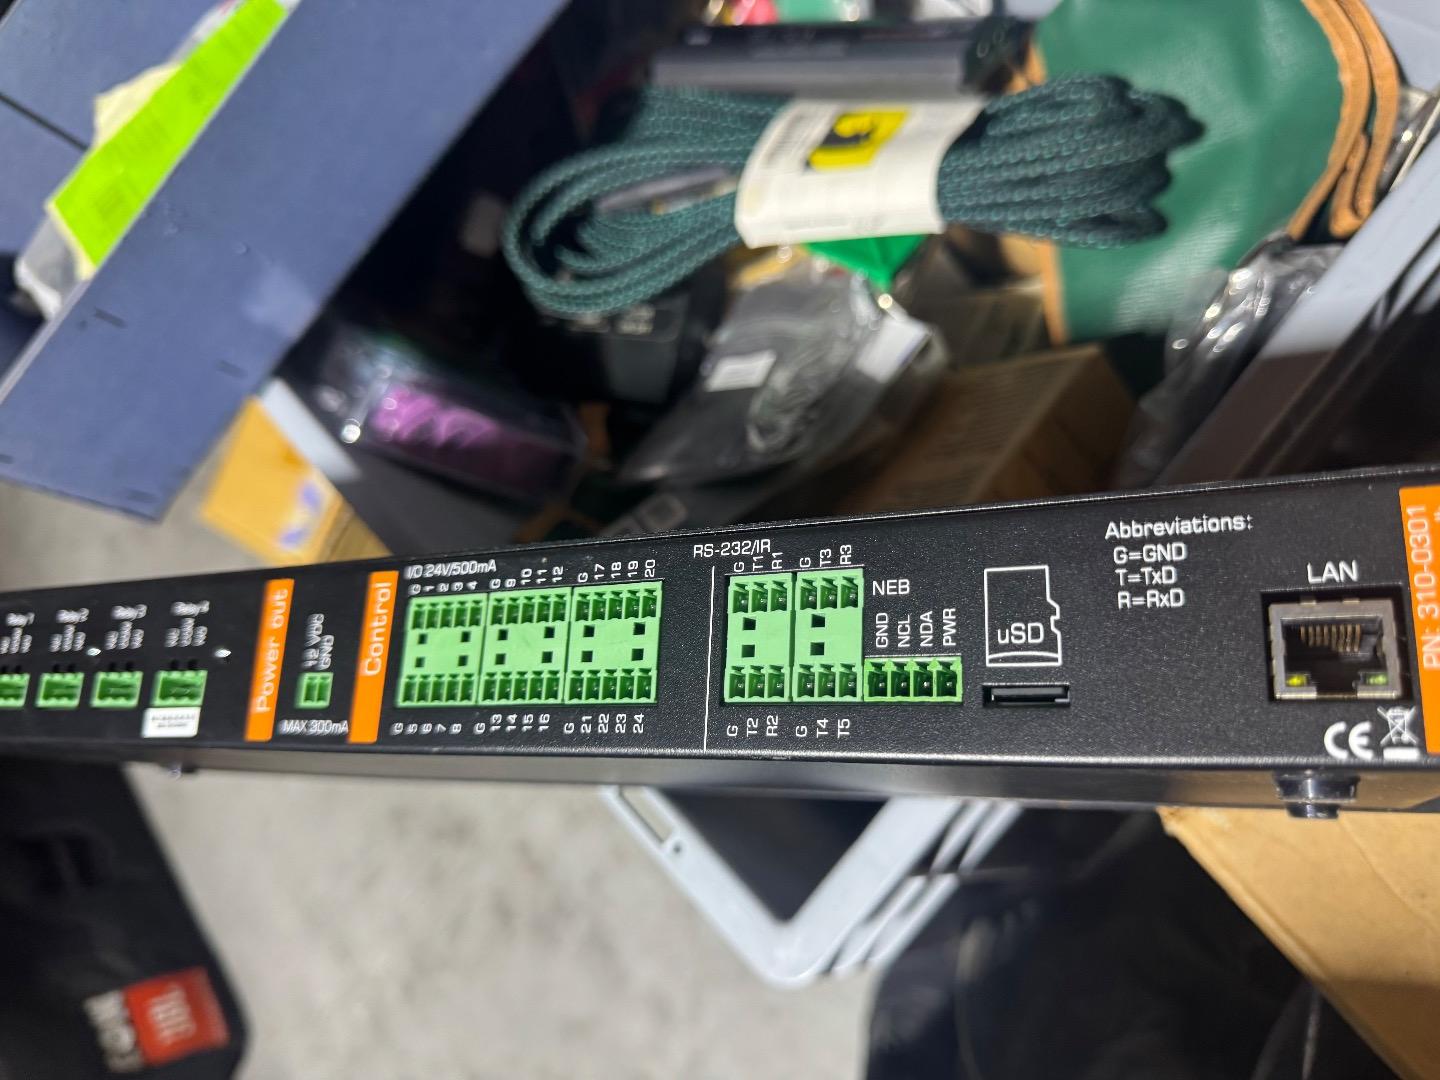 Power out
12 VDC
GND
MAX 300mA
Control
I/O 24V/500mA
G 1 2 3 4
G 9 10 11 12
G 17 18 19 20
G 5 6 7 8
G 13 14 15 16
G 21 22 23 24
RS-232/IR
G T1 R1
G T3 R3
G T2 R2
G T4 T5
NEB
GND
NCL
NDA
PWR
uSD
Abbreviations:
G=GND
T=TxD
R=RxD
LAN
CE
PN: 310-0301
JBL